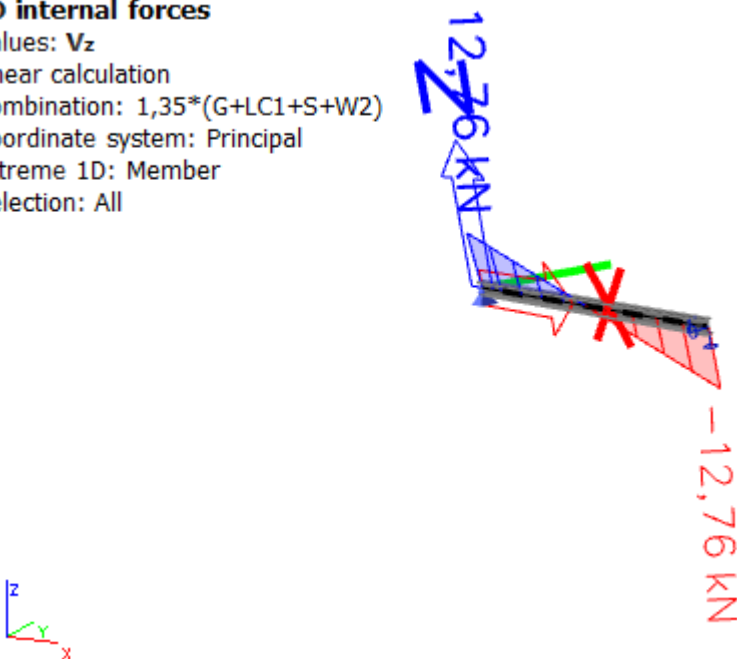 D internal forces
alues: Vz
near calculation
ombination: 1,35*(G+LC1+S+W2)
oordinate system: Principal
treme 1D: Member
election: All
12,76 kN
Z
X
-12,76 kN
Z
Y
X